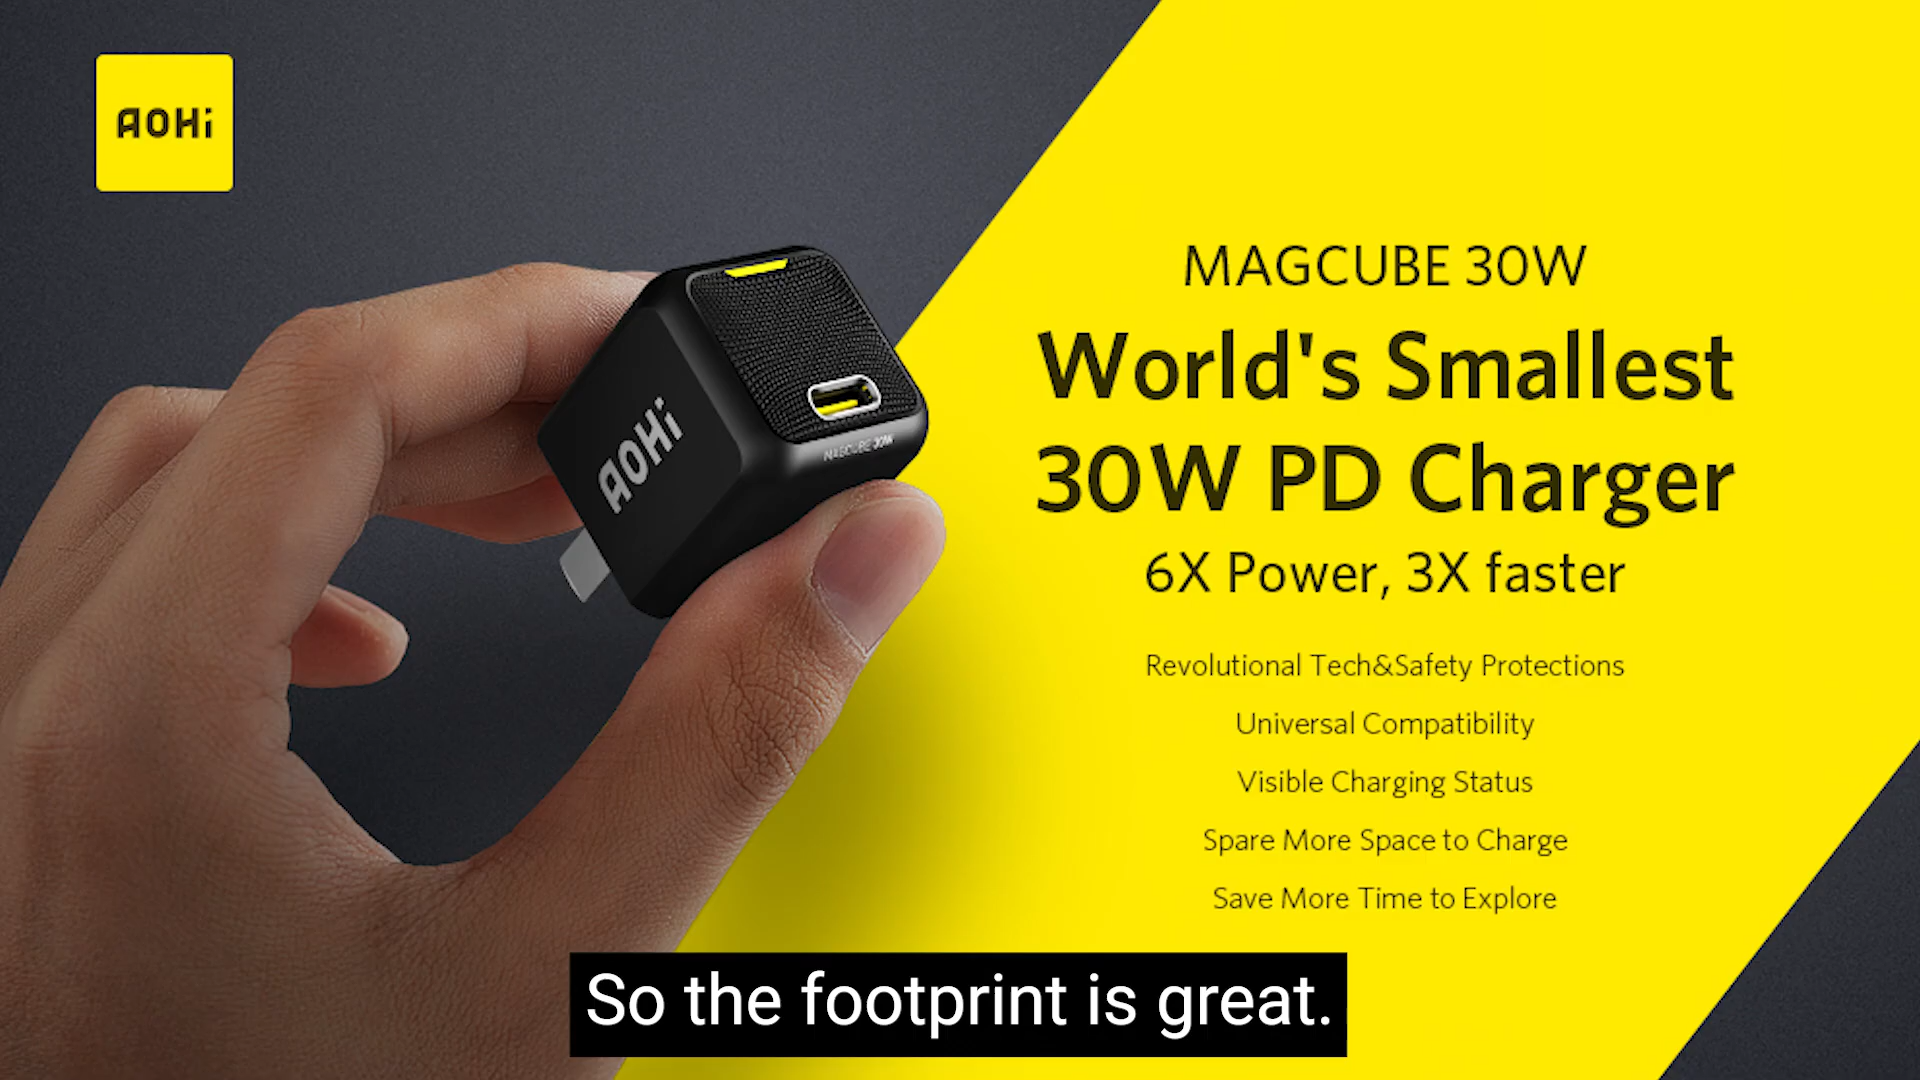 AOHi
MAGCUBE 30W
World's Smallest
30W PD Charger
6X Power, 3X faster
AOHi
MAGCUBE 30W
Revolutional Tech&Safety Protections
Universal Compatibility
Visible Charging Status
Spare More Space to Charge
Save More Time to Explore
So the footprint is great.